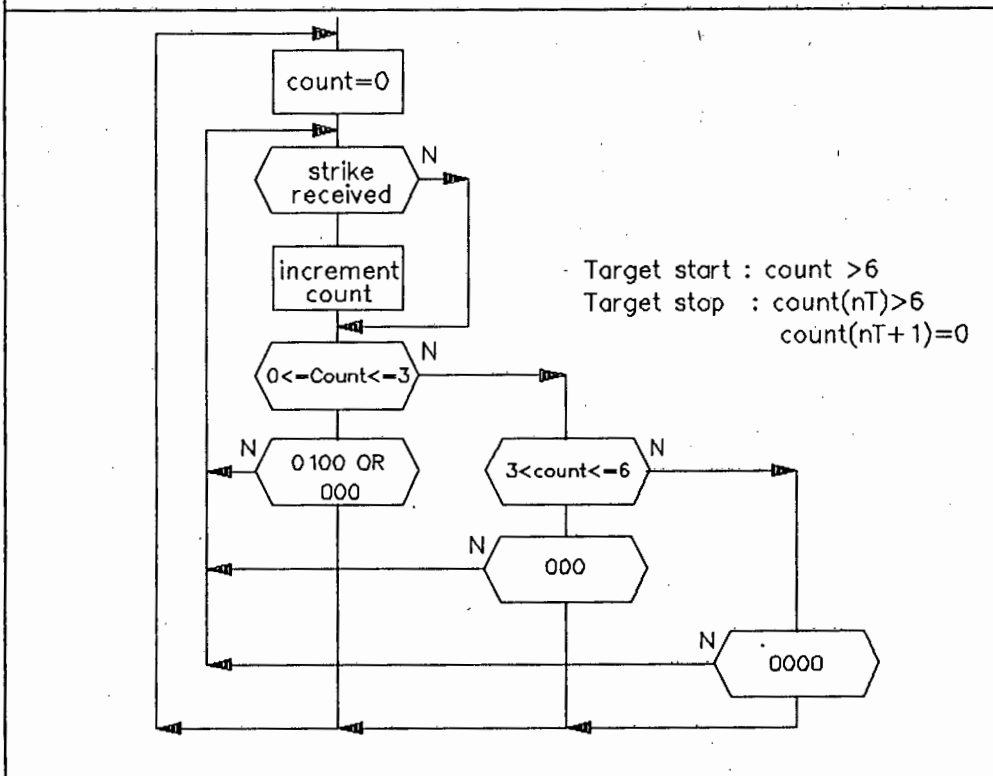 count=0
N
strike
received
increment
count
Target start : count >6
Target stop : count(nT)>6
count(nT+1)=0
N
0<=Count<=3
N
0100 OR
000
N
3<count<=6
N
000
N
0000